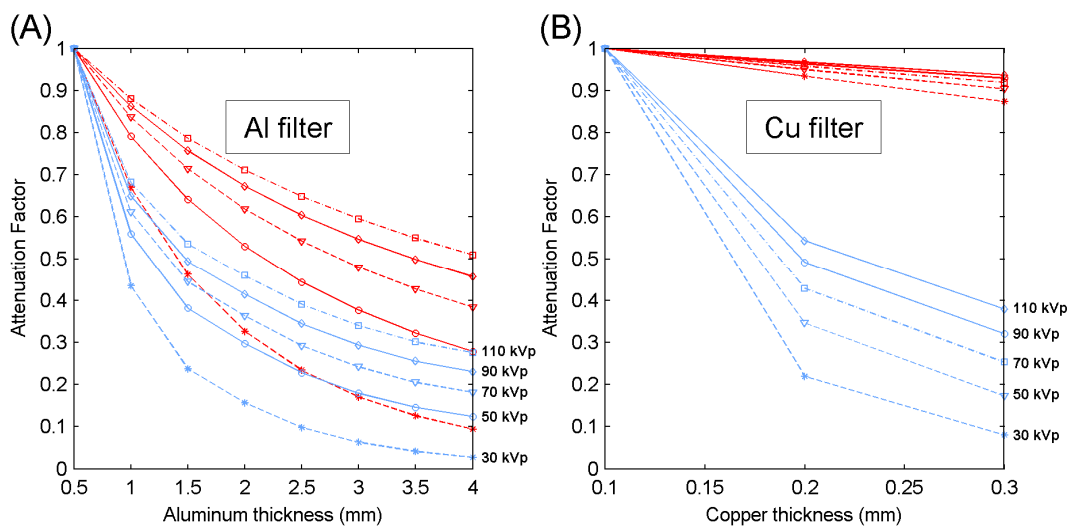 (A)
Attenuation Factor
1
0.9
0.8
0.7
0.6
0.5
0.4
0.3
0.2
0.1
0
Al filter
110 kVp
90 kVp
70 kVp
50 kVp
30 kVp
0.5 1 1.5 2 2.5 3 3.5 4
Aluminum thickness (mm)
(B)
Attenuation Factor
1
0.9
0.8
0.7
0.6
0.5
0.4
0.3
0.2
0.1
0
Cu filter
110 kVp
90 kVp
70 kVp
50 kVp
30 kVp
0.1 0.15 0.2 0.25 0.3
Copper thickness (mm)